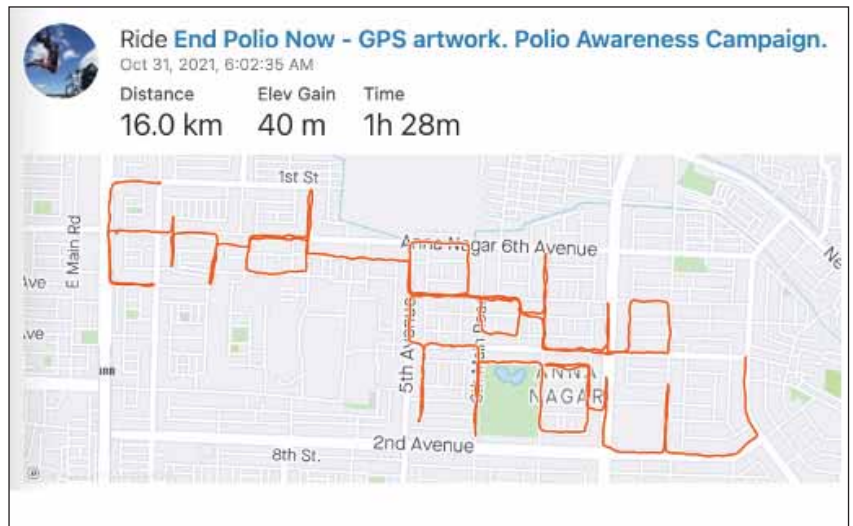 Ride End Polio Now - GPS artwork. Polio Awareness Campaign.
Oct 31, 2021, 6:02:35 AM
Distance Elev Gain Time
16.0 km 40 m 1h 28m
1st St
E Main Rd
Anna Nagar 6th Avenue
Ne
Ave
ve
5th Avenue
ANNA
NAGAR
2nd Avenue
8th St.